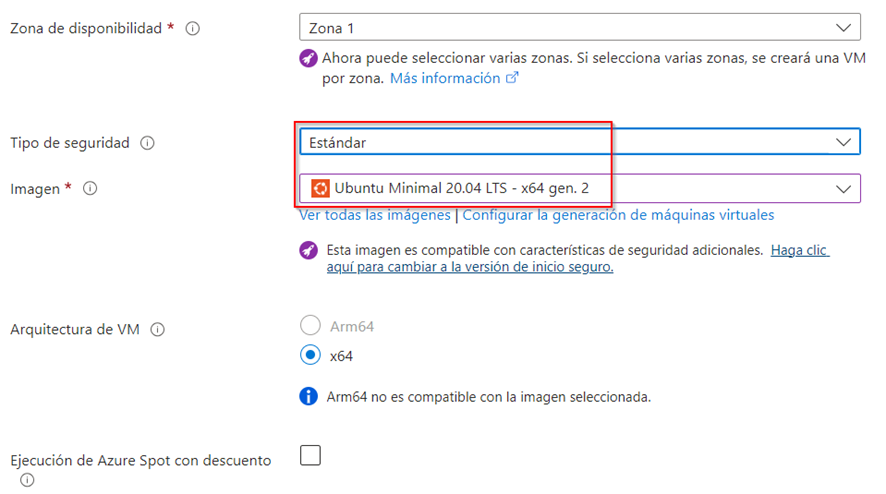 Zona de disponibilidad *
Zona 1
Ahora puede seleccionar varias zonas. Si selecciona varias zonas, se creará una VM
por zona. Más información
Tipo de seguridad
Estándar
Imagen *
Ubuntu Minimal 20.04 LTS - x64 gen. 2
Ver todas las imágenes | Configurar la generación de máquinas virtuales
Esta imagen es compatible con características de seguridad adicionales. Haga clic
aquí para cambiar a la versión de inicio seguro.
Arquitectura de VM
Arm64
x64
Arm64 no es compatible con la imagen seleccionada.
Ejecución de Azure Spot con descuento